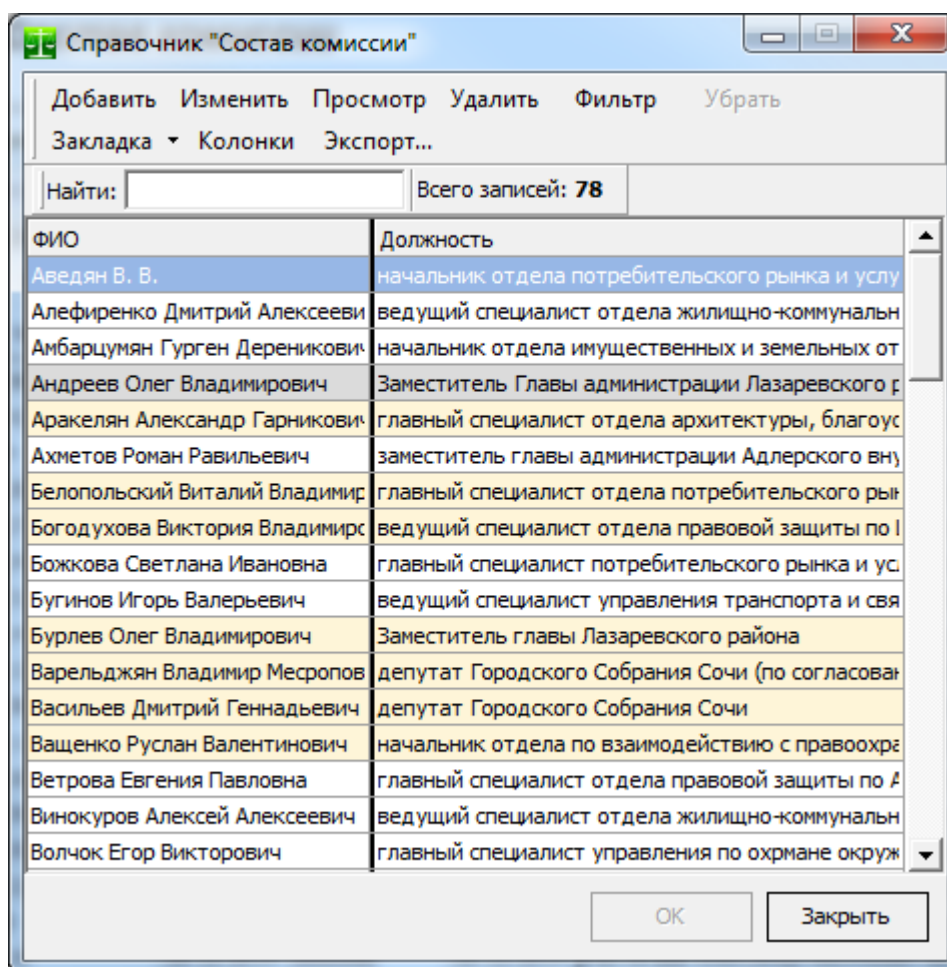 Справочник "Состав комиссии"
Добавить Изменить Просмотр Удалить Фильтр Убрать
Закладка Колонки Экспорт...
Найти: Всего записей: 78
ФИО Должность
Аведян В. В. начальник отдела потребительского рынка и услу
Алефиренко Дмитрий Алексееви ведущий специалист отдела жилищно-коммунальн
Амбарцумян Гурген Дереникович начальник отдела имущественных и земельных от
Андреев Олег Владимирович Заместитель Главы администрации Лазаревского р
Аракелян Александр Гарникович главный специалист отдела архитектуры, благоус
Ахметов Роман Равильевич заместитель главы администрации Адлерского вну
Белопольский Виталий Владимир главный специалист отдела потребительского рын
Богодухова Виктория Владимиро ведущий специалист отдела правовой защиты по
Божкова Светлана Ивановна главный специалист потребительского рынка и усл
Бугинов Игорь Валерьевич ведущий специалист управления транспорта и свя
Бурлев Олег Владимирович Заместитель главы Лазаревского района
Варельджян Владимир Месропов депутат Городского Собрания Сочи (по согласован
Васильев Дмитрий Геннадьевич депутат Городского Собрания Сочи
Ващенко Руслан Валентинович начальник отдела по взаимодействию с правоохра
Ветрова Евгения Павловна главный специалист отдела правовой защиты по А
Винокуров Алексей Алексеевич ведущий специалист отдела жилищно-коммунальн
Волчок Егор Викторович главный специалист управления по охрмане окруж
ОК Закрыть